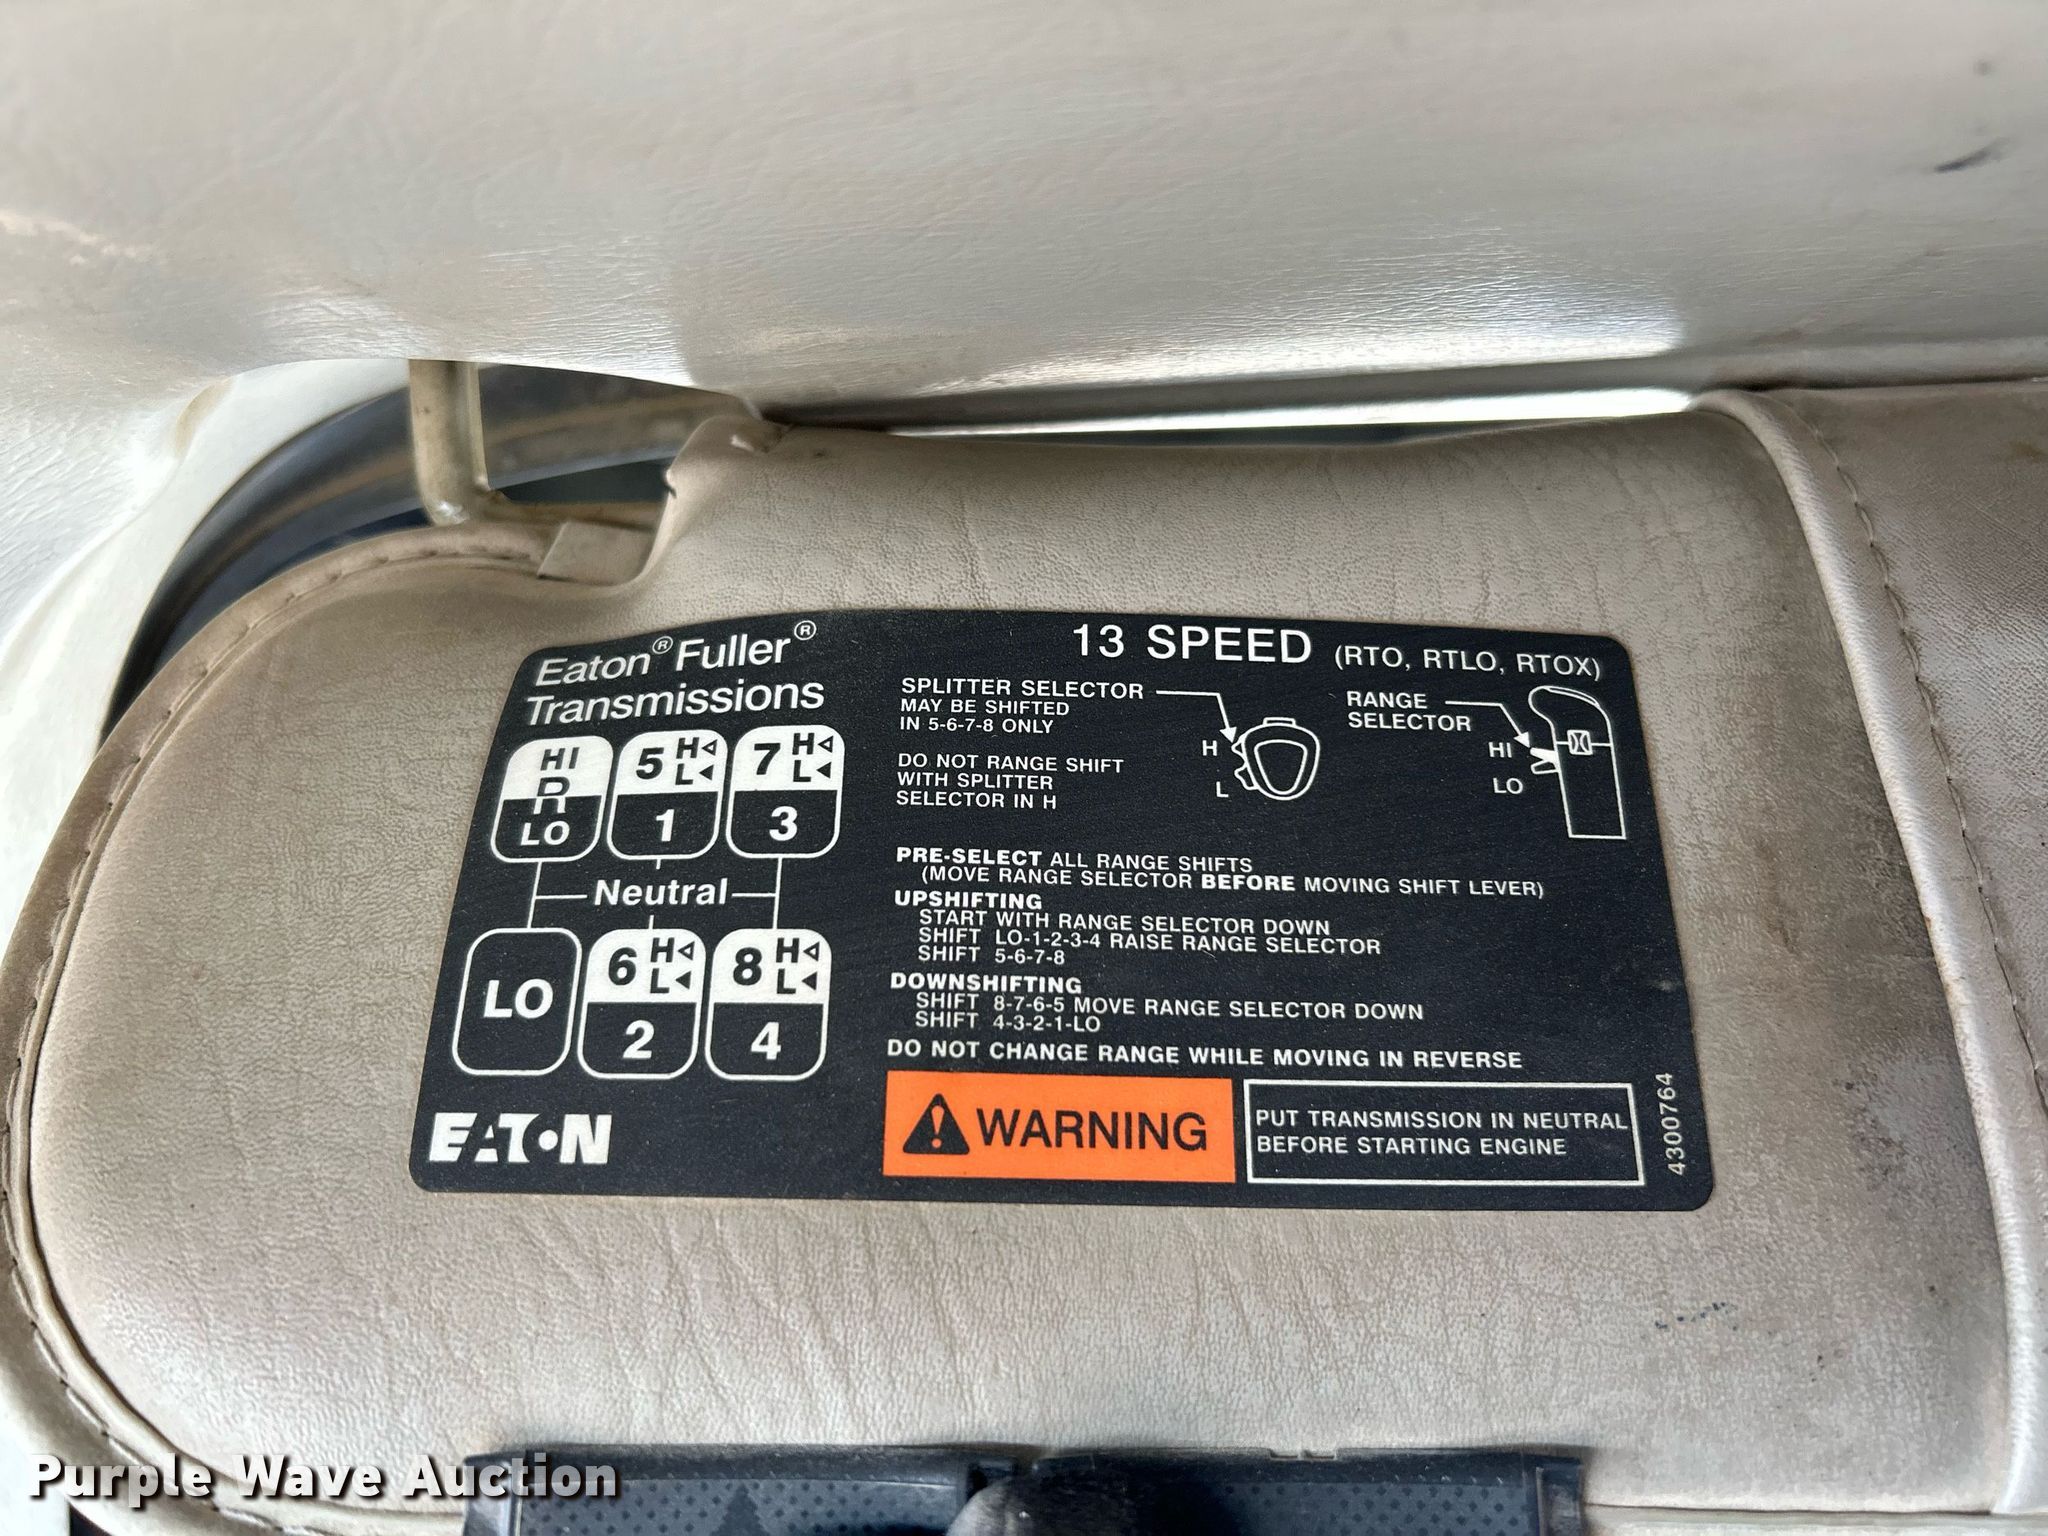 Eaton® Fuller®
Transmissions
HI
R
LO
5 H
L
1
7 H
L
3
Neutral
LO
6 H
L
2
8 H
L
4
EATON
13 SPEED (RTO, RTLO, RTOX)
SPLITTER SELECTOR
MAY BE SHIFTED
IN 5-6-7-8 ONLY
DO NOT RANGE SHIFT
WITH SPLITTER
SELECTOR IN H
H
L
RANGE
SELECTOR
HI
LO
PRE-SELECT ALL RANGE SHIFTS
(MOVE RANGE SELECTOR BEFORE MOVING SHIFT LEVER)
UPSHIFTING
START WITH RANGE SELECTOR DOWN
SHIFT LO-1-2-3-4 RAISE RANGE SELECTOR
SHIFT 5-6-7-8
DOWNSHIFTING
SHIFT 8-7-6-5 MOVE RANGE SELECTOR DOWN
SHIFT 4-3-2-1-LO
DO NOT CHANGE RANGE WHILE MOVING IN REVERSE
WARNING
PUT TRANSMISSION IN NEUTRAL
BEFORE STARTING ENGINE
4300764
Purple Wave Auction